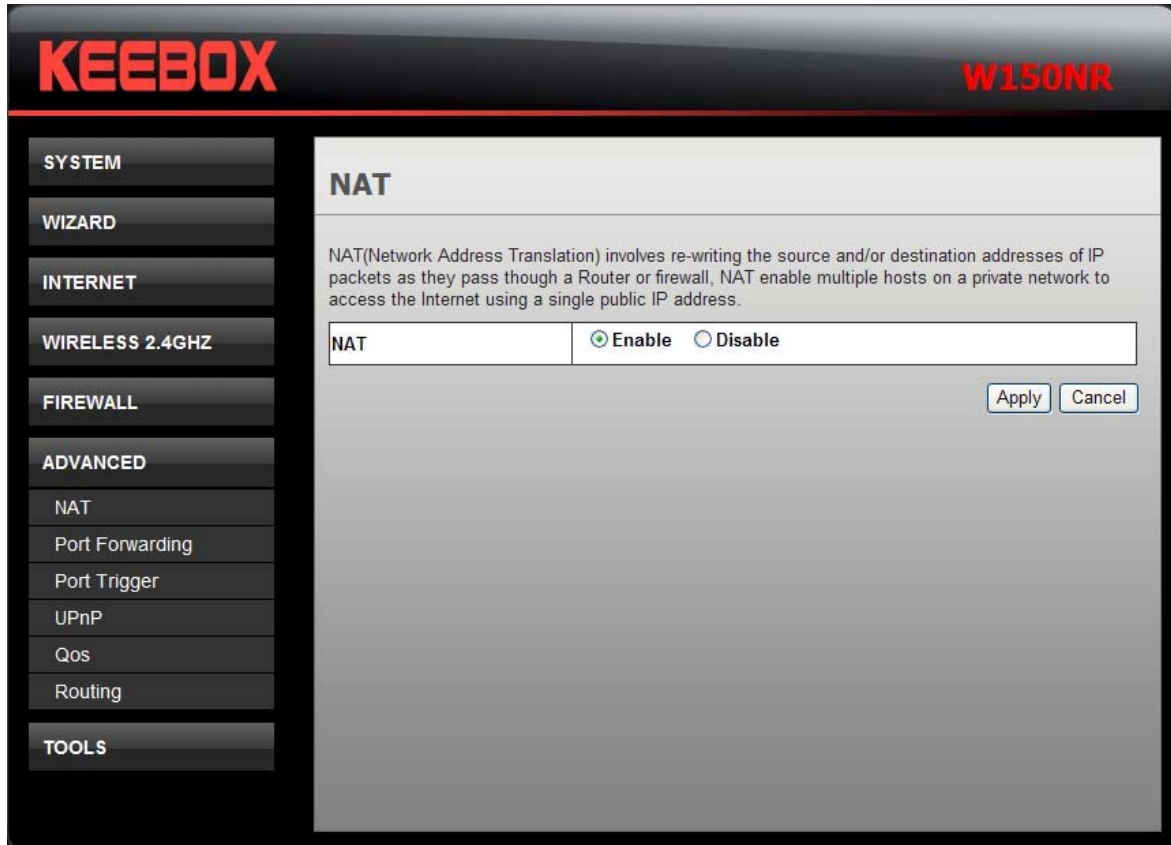 KEEBOX
W150NR
SYSTEM
WIZARD
INTERNET
WIRELESS 2.4GHZ
FIREWALL
ADVANCED
NAT
Port Forwarding
Port Trigger
UPnP
Qos
Routing
TOOLS
NAT
NAT(Network Address Translation) involves re-writing the source and/or destination addresses of IP
packets as they pass though a Router or firewall, NAT enable multiple hosts on a private network to
access the Internet using a single public IP address.
NAT Enable Disable
Apply Cancel